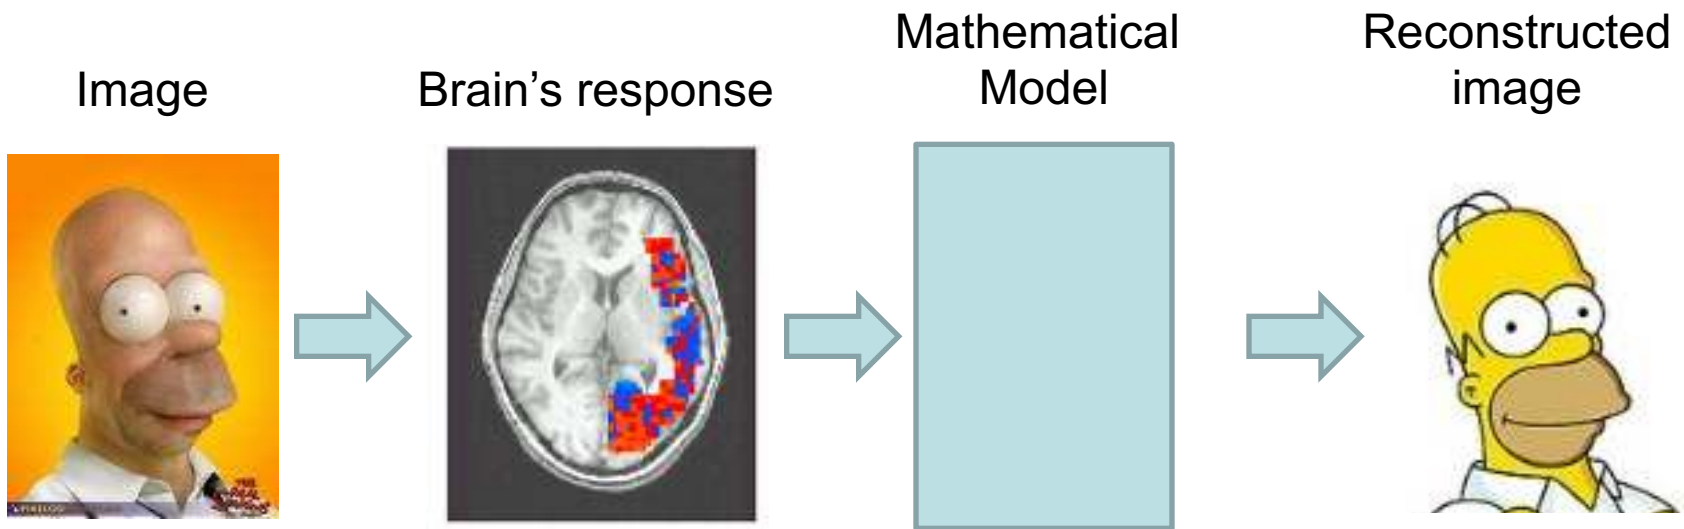 Image
Brain's response
Mathematical
Model
Reconstructed
image